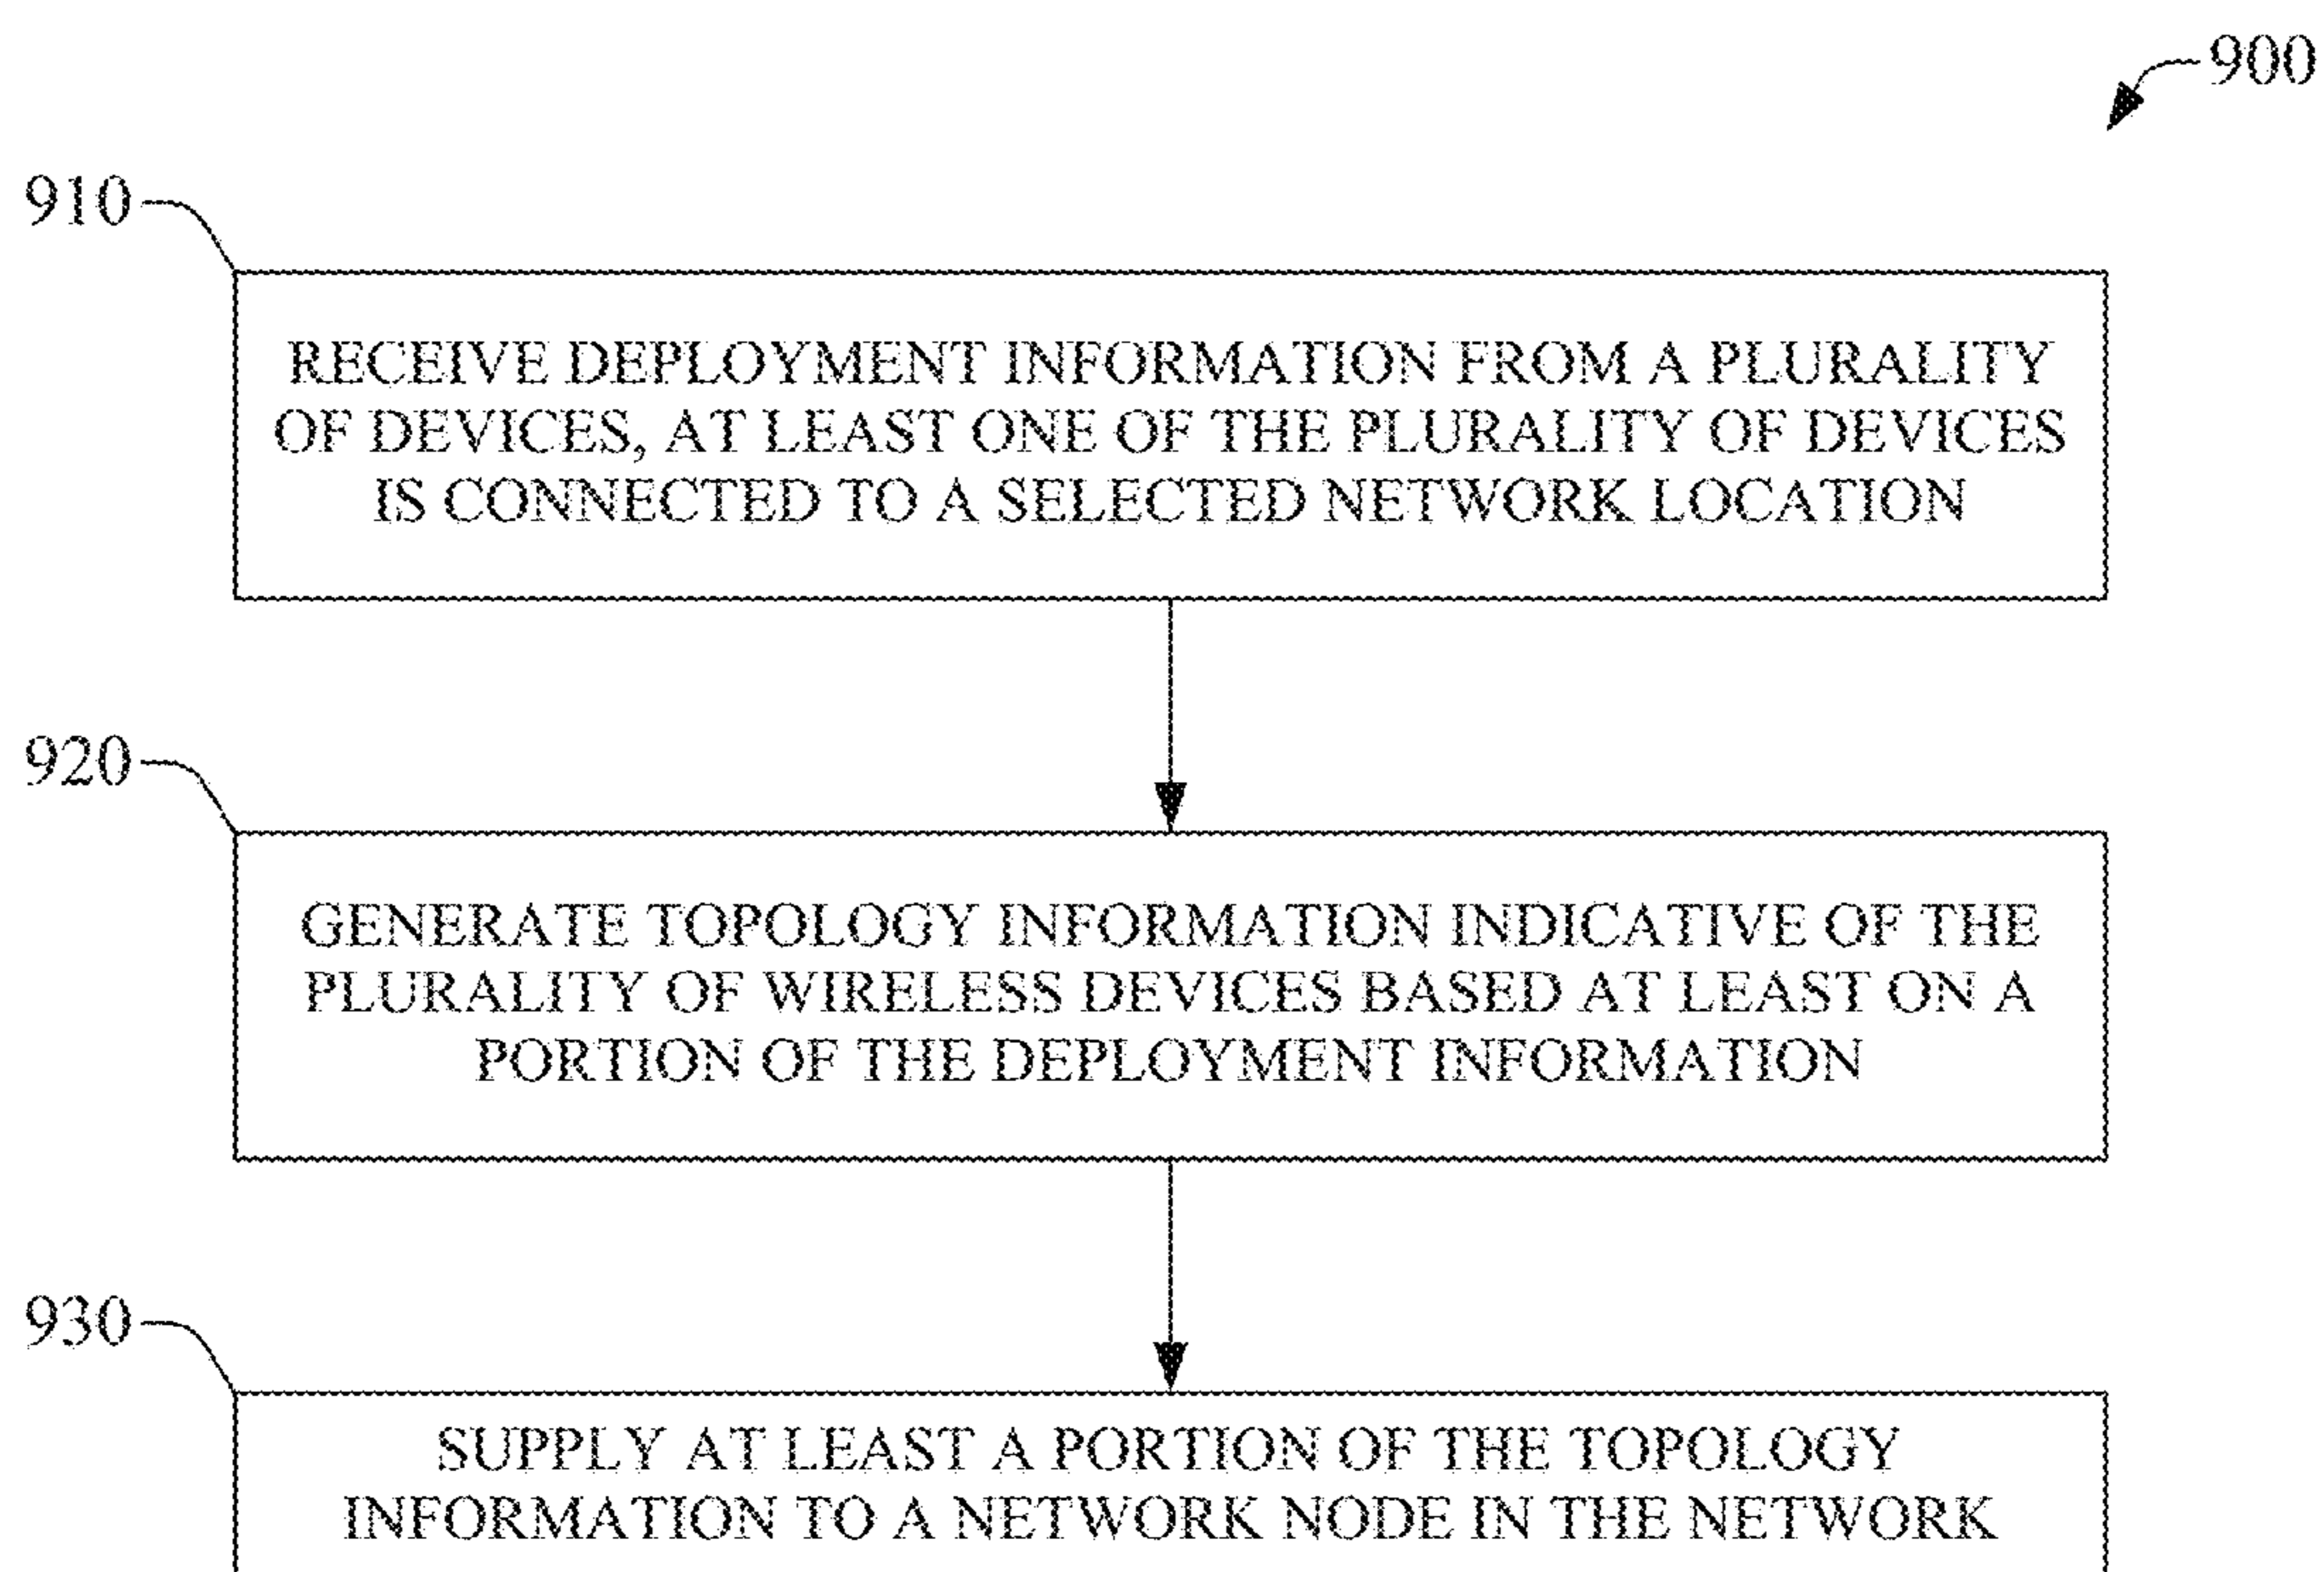 900
910
RECEIVE DEPLOYMENT INFORMATION FROM A PLURALITY
OF DEVICES, AT LEAST ONE OF THE PLURALITY OF DEVICES
IS CONNECTED TO A SELECTED NETWORK LOCATION
920
GENERATE TOPOLOGY INFORMATION INDICATIVE OF THE
PLURALITY OF WIRELESS DEVICES BASED AT LEAST ON A
PORTION OF THE DEPLOYMENT INFORMATION
930
SUPPLY AT LEAST A PORTION OF THE TOPOLOGY
INFORMATION TO A NETWORK NODE IN THE NETWORK